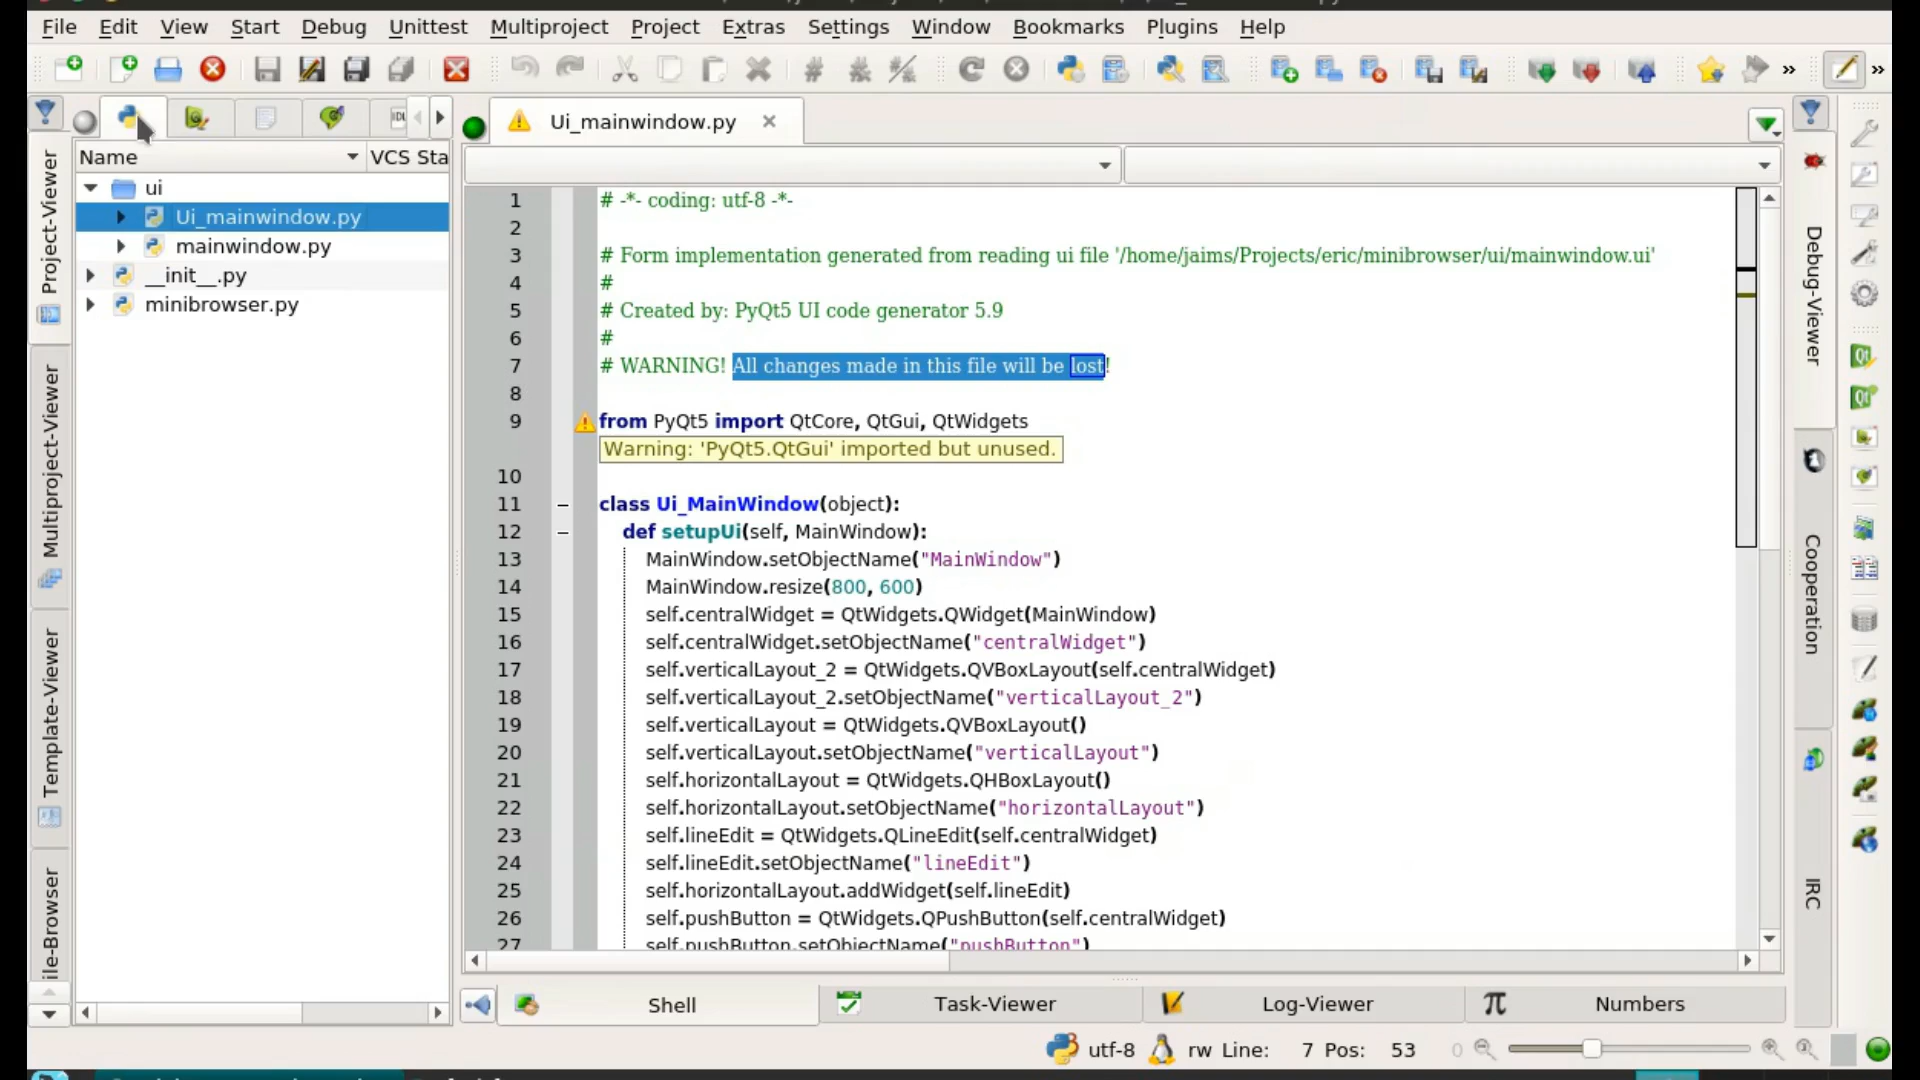 File Edit View Start Debug Unittest Multiproject Project Extras Settings Window Bookmarks Plugins Help
Ui_mainwindow.py
Name VCS Sta
ui
Ui_mainwindow.py
mainwindow.py
__init__.py
minibrowser.py
Project-Viewer
Multiproject-Viewer
Template-Viewer
ile-Browser
1 # -*- coding: utf-8 -*-
2
3 # Form implementation generated from reading ui file '/home/jaims/Projects/eric/minibrowser/ui/mainwindow.ui'
4 #
5 # Created by: PyQt5 UI code generator 5.9
6 #
7 # WARNING! All changes made in this file will be lost!
8
9 from PyQt5 import QtCore, QtGui, QtWidgets
Warning: 'PyQt5.QtGui' imported but unused.
10
11 class Ui_MainWindow(object):
12 def setupUi(self, MainWindow):
13 MainWindow.setObjectName("MainWindow")
14 MainWindow.resize(800, 600)
15 self.centralWidget = QtWidgets.QWidget(MainWindow)
16 self.centralWidget.setObjectName("centralWidget")
17 self.verticalLayout_2 = QtWidgets.QVBoxLayout(self.centralWidget)
18 self.verticalLayout_2.setObjectName("verticalLayout_2")
19 self.verticalLayout = QtWidgets.QVBoxLayout()
20 self.verticalLayout.setObjectName("verticalLayout")
21 self.horizontalLayout = QtWidgets.QHBoxLayout()
22 self.horizontalLayout.setObjectName("horizontalLayout")
23 self.lineEdit = QtWidgets.QLineEdit(self.centralWidget)
24 self.lineEdit.setObjectName("lineEdit")
25 self.horizontalLayout.addWidget(self.lineEdit)
26 self.pushButton = QtWidgets.QPushButton(self.centralWidget)
27 self.pushButton.setObjectName("pushButton")
Debug-Viewer
Cooperation
IRC
Shell Task-Viewer Log-Viewer Numbers
utf-8 rw Line: 7 Pos: 53 0